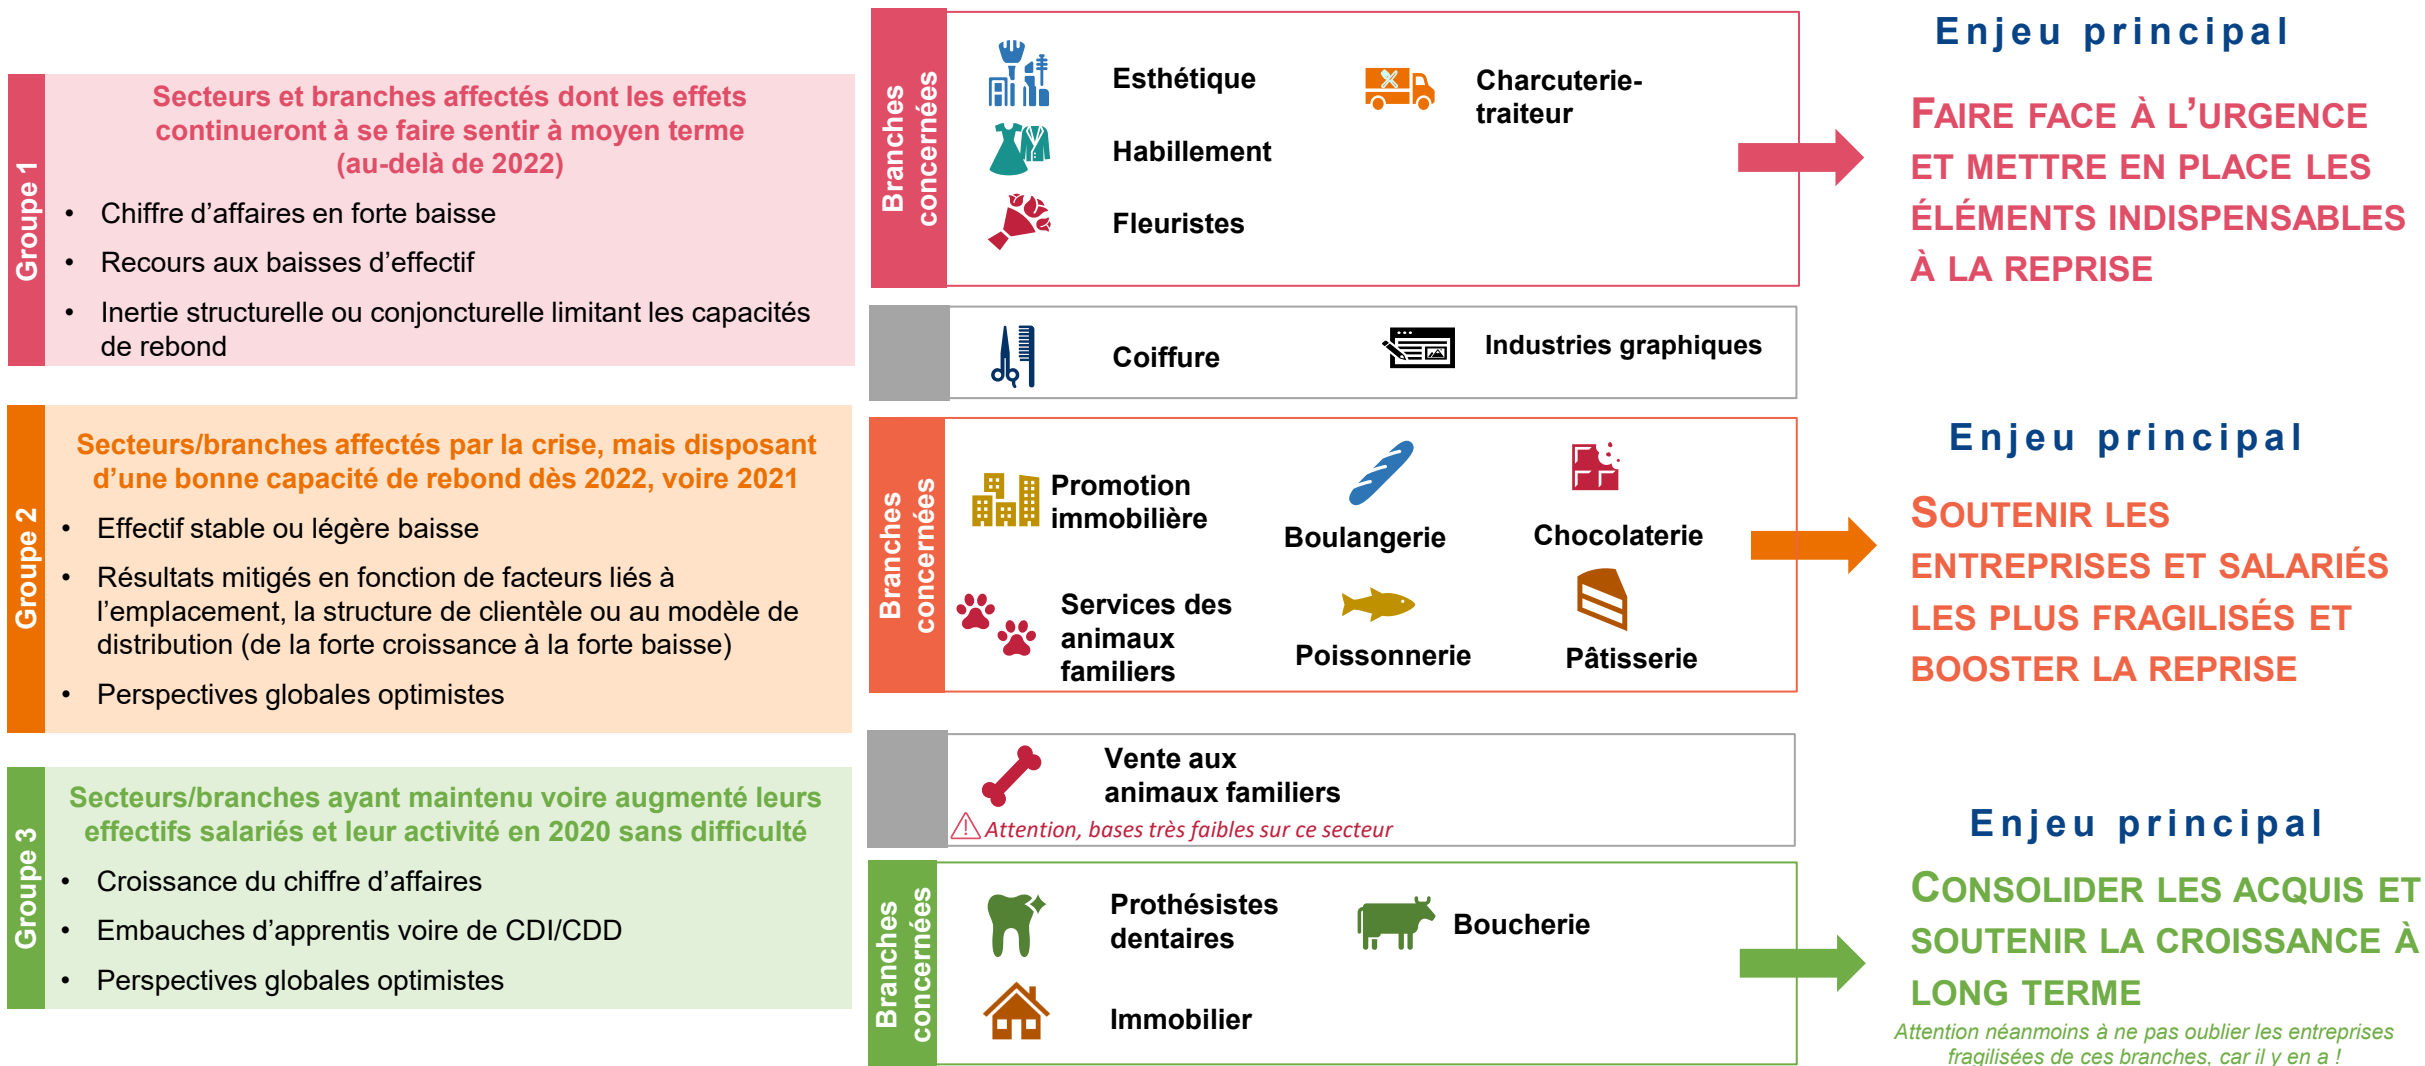 Groupe 1
Secteurs et branches affectés dont les effets
continueront à se faire sentir à moyen terme
(au-delà de 2022)
• Chiffre d’affaires en forte baisse
• Recours aux baisses d’effectif
• Inertie structurelle ou conjoncturelle limitant les capacités
de rebond
Branches
concernées
Esthétique
Charcuterie-
traiteur
Habillement
Fleuristes
Enjeu principal
FAIRE FACE À L’URGENCE
ET METTRE EN PLACE LES
ÉLÉMENTS INDISPENSABLES
À LA REPRISE
Coiffure
Industries graphiques
Groupe 2
Secteurs/branches affectés par la crise, mais disposant
d’une bonne capacité de rebond dès 2022, voire 2021
• Effectif stable ou légère baisse
• Résultats mitigés en fonction de facteurs liés à
l’emplacement, la structure de clientèle ou au modèle de
distribution (de la forte croissance à la forte baisse)
• Perspectives globales optimistes
Branches
concernées
Promotion
immobilière
Boulangerie
Chocolaterie
Services des
animaux
familiers
Poissonnerie
Pâtisserie
Enjeu principal
SOUTENIR LES
ENTREPRISES ET SALARIÉS
LES PLUS FRAGILISÉS ET
BOOSTER LA REPRISE
Vente aux
animaux familiers
Attention, bases très faibles sur ce secteur
Groupe 3
Secteurs/branches ayant maintenu voire augmenté leurs
effectifs salariés et leur activité en 2020 sans difficulté
• Croissance du chiffre d’affaires
• Embauches d’apprentis voire de CDI/CDD
• Perspectives globales optimistes
Branches
concernées
Prothésistes
dentaires
Boucherie
Immobilier
Enjeu principal
CONSOLIDER LES ACQUIS ET
SOUTENIR LA CROISSANCE À
LONG TERME
Attention néanmoins à ne pas oublier les entreprises
fragilisées de ces branches, car il y en a !